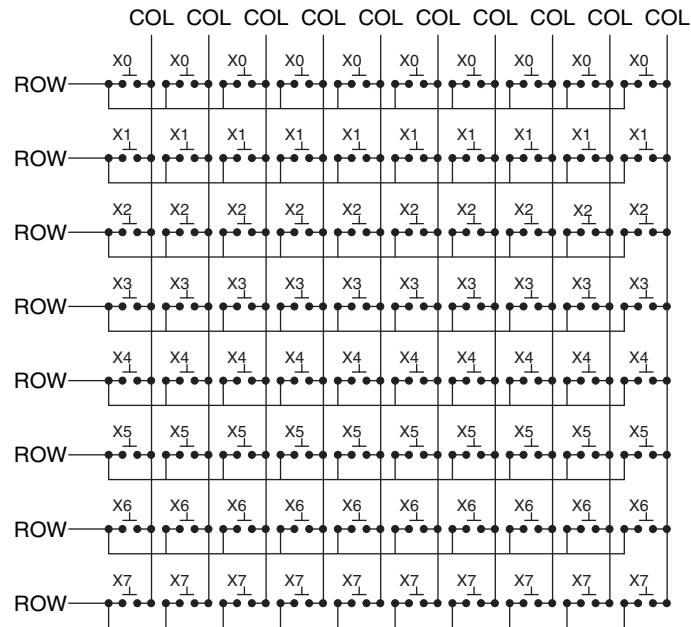 COL COL COL COL COL COL COL COL COL COL
X0 X0 X0 X0 X0 X0 X0 X0 X0 X0
ROW
X1 X1 X1 X1 X1 X1 X1 X1 X1 X1
ROW
X2 X2 X2 X2 X2 X2 X2 X2 X2 X2
ROW
X3 X3 X3 X3 X3 X3 X3 X3 X3 X3
ROW
X4 X4 X4 X4 X4 X4 X4 X4 X4 X4
ROW
X5 X5 X5 X5 X5 X5 X5 X5 X5 X5
ROW
X6 X6 X6 X6 X6 X6 X6 X6 X6 X6
ROW
X7 X7 X7 X7 X7 X7 X7 X7 X7 X7
ROW